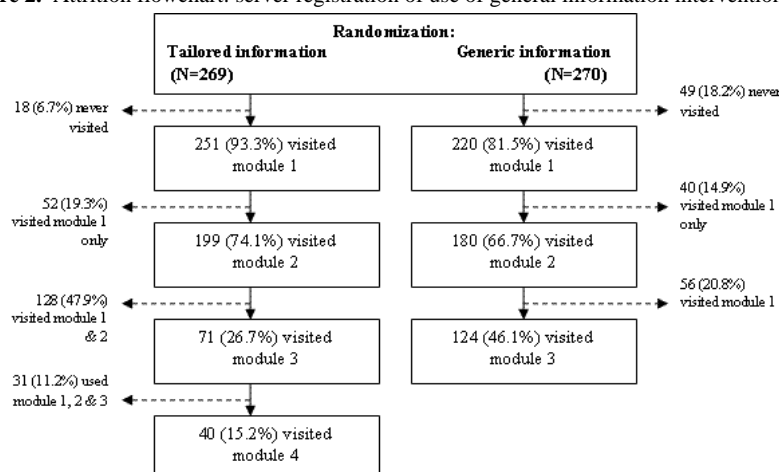 Attrition flowchart: server registration of use of general information intervention
Randomization:
Tailored information Generic information
(N=269) (N=270)
18 (6.7%) never
visited
49 (18.2%) never
visited
251 (93.3%) visited
module 1
220 (81.5%) visited
module 1
52 (19.3%)
visited module 1
only
40 (14.9%)
visited module 1
only
199 (74.1%) visited
module 2
180 (66.7%) visited
module 2
128 (47.9%)
visited module 1
& 2
56 (20.8%)
visited module 1
71 (26.7%) visited
module 3
124 (46.1%) visited
module 3
31 (11.2%) used
module 1, 2 & 3
40 (15.2%) visited
module 4